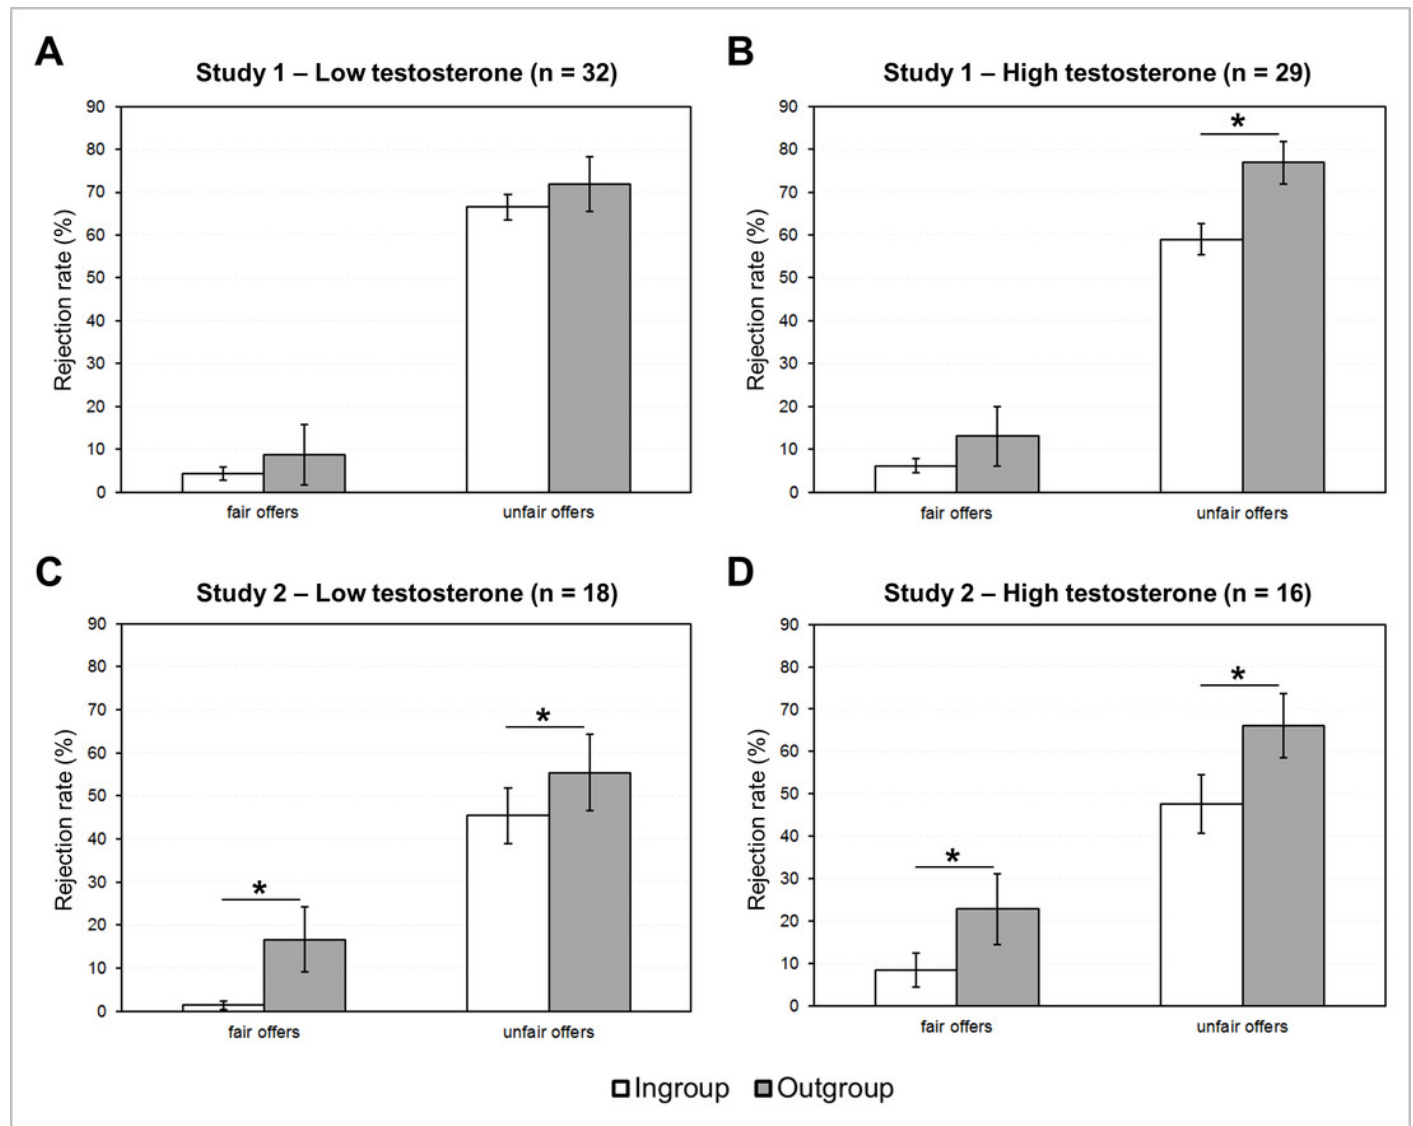 A
Study 1 – Low testosterone (n = 32)
Rejection rate (%)
90
80
70
60
50
40
30
20
10
0
fair offers
unfair offers
B
Study 1 – High testosterone (n = 29)
Rejection rate (%)
90
80
70
60
50
40
30
20
10
0
*
fair offers
unfair offers
C
Study 2 – Low testosterone (n = 18)
Rejection rate (%)
90
80
70
60
50
40
30
20
10
0
*
*
fair offers
unfair offers
D
Study 2 – High testosterone (n = 16)
Rejection rate (%)
90
80
70
60
50
40
30
20
10
0
*
*
fair offers
unfair offers
Ingroup Outgroup